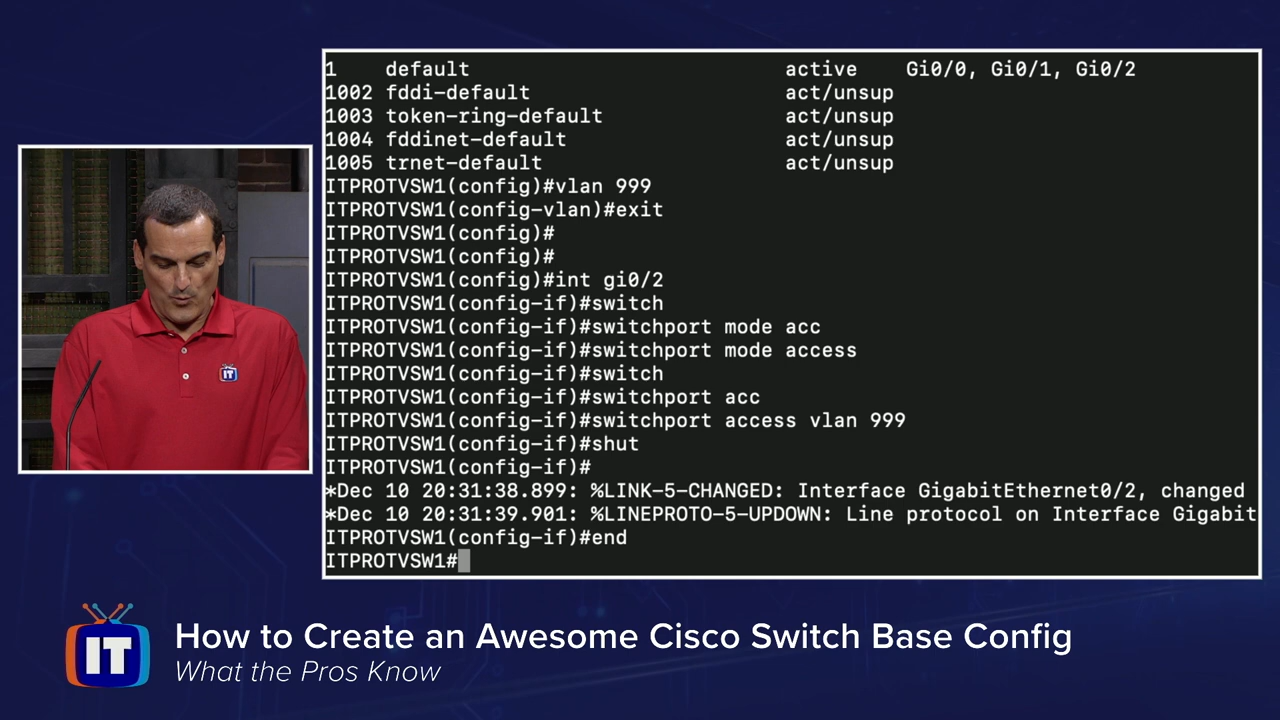 1    default                          active    Gi0/0, Gi0/1, Gi0/2
1002 fddi-default                     act/unsup
1003 token-ring-default               act/unsup
1004 fddinet-default                  act/unsup
1005 trnet-default                    act/unsup
ITPROTVSW1(config)#vlan 999
ITPROTVSW1(config-vlan)#exit
ITPROTVSW1(config)#
ITPROTVSW1(config)#
ITPROTVSW1(config)#int gi0/2
ITPROTVSW1(config-if)#switch
ITPROTVSW1(config-if)#switchport mode acc
ITPROTVSW1(config-if)#switchport mode access
ITPROTVSW1(config-if)#switch
ITPROTVSW1(config-if)#switchport acc
ITPROTVSW1(config-if)#switchport access vlan 999
ITPROTVSW1(config-if)#shut
ITPROTVSW1(config-if)#
*Dec 10 20:31:38.899: %LINK-5-CHANGED: Interface GigabitEthernet0/2, changed
*Dec 10 20:31:39.901: %LINEPROTO-5-UPDOWN: Line protocol on Interface Gigabit
ITPROTVSW1(config-if)#end
ITPROTVSW1#
IT
IT
How to Create an Awesome Cisco Switch Base Config
What the Pros Know